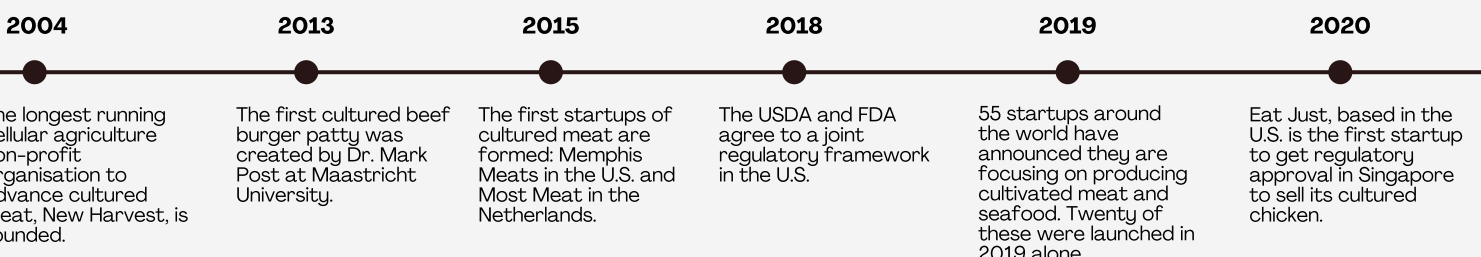 2004
2013
2015
2018
2019
2020
he longest running
ellular agriculture
on-profit
rganisation to
dvance cultured
eat, New Harvest, is
ounded.
The first cultured beef
burger patty was
created by Dr. Mark
Post at Maastricht
University.
The first startups of
cultured meat are
formed: Memphis
Meats in the U.S. and
Most Meat in the
Netherlands.
The USDA and FDA
agree to a joint
regulatory framework
in the U.S.
55 startups around
the world have
announced they are
focusing on producing
cultivated meat and
seafood. Twenty of
these were launched in
2019 alone
Eat Just, based in the
U.S. is the first startup
to get regulatory
approval in Singapore
to sell its cultured
chicken.